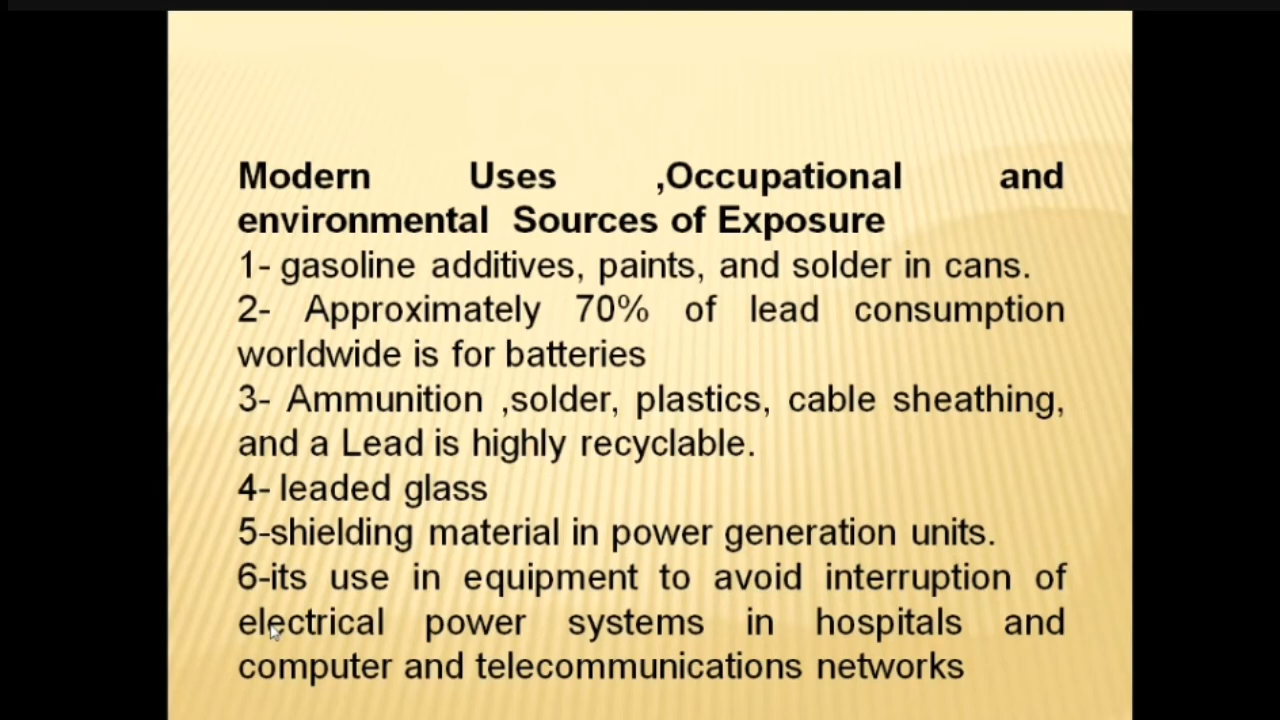 Modern Uses ,Occupational and
environmental Sources of Exposure
1- gasoline additives, paints, and solder in cans.
2- Approximately 70% of lead consumption
worldwide is for batteries
3- Ammunition ,solder, plastics, cable sheathing,
and a Lead is highly recyclable.
4- leaded glass
5-shielding material in power generation units.
6-its use in equipment to avoid interruption of
electrical power systems in hospitals and
computer and telecommunications networks